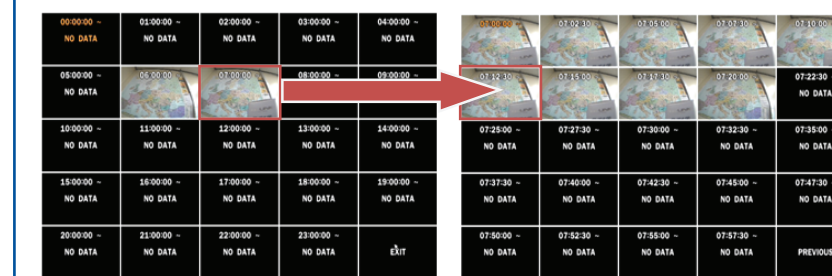 00:00:00 ~ 01:00:00 ~ 02:00:00 ~ 03:00:00 ~ 04:00:00 ~
NO DATA NO DATA NO DATA NO DATA NO DATA
05:00:00 ~ 06:00:00 07:00:00 08:00:00 ~ 09:00:00 ~
NO DATA
10:00:00 ~ 11:00:00 ~ 12:00:00 ~ 13:00:00 ~ 14:00:00 ~
NO DATA NO DATA NO DATA NO DATA NO DATA
15:00:00 ~ 16:00:00 ~ 17:00:00 ~ 18:00:00 ~ 19:00:00 ~
NO DATA NO DATA NO DATA NO DATA NO DATA
20:00:00 ~ 21:00:00 ~ 22:00:00 ~ 23:00:00 ~
NO DATA NO DATA NO DATA NO DATA EXIT
07:00:00 07:02:30 07:05:00 07:07:30 07:10:00
07:12:30 07:15:00 07:17:30 07:20:00 07:22:30
NO DATA
07:25:00 ~ 07:27:30 ~ 07:30:00 ~ 07:32:30 ~ 07:35:00
NO DATA NO DATA NO DATA NO DATA NO DATA
07:37:30 ~ 07:40:00 ~ 07:42:30 ~ 07:45:00 ~ 07:47:30
NO DATA NO DATA NO DATA NO DATA NO DATA
07:50:00 ~ 07:52:30 ~ 07:55:00 ~ 07:57:30 ~
NO DATA NO DATA NO DATA NO DATA PREVIOUS